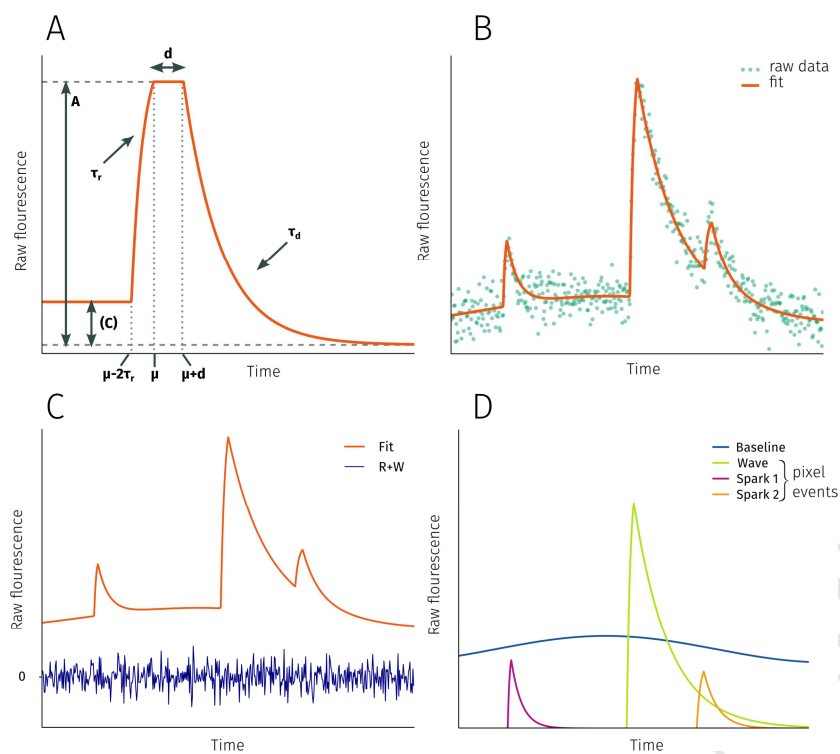 A
d
A
τr
τd
(C)
Raw flourescence
μ-2τr
μ
μ+d
Time
B
raw data
fit
Raw flourescence
Time
C
Fit
R+W
Raw flourescence
0
Time
D
Baseline
Wave
Spark 1
Spark 2
pixel
events
Raw flourescence
Time